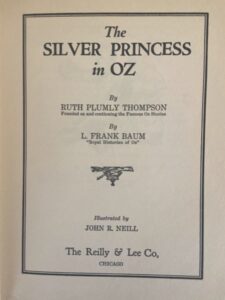 The
SILVER PRINCESS
in OZ
By
RUTH PLUMLY THOMPSON
Founded on and continuing the Famous Oz Stories
By
L. FRANK BAUM
"Royal Historian of Oz"
Illustrated by
JOHN R. NEILL
The Reilly & Lee Co,
CHICAGO